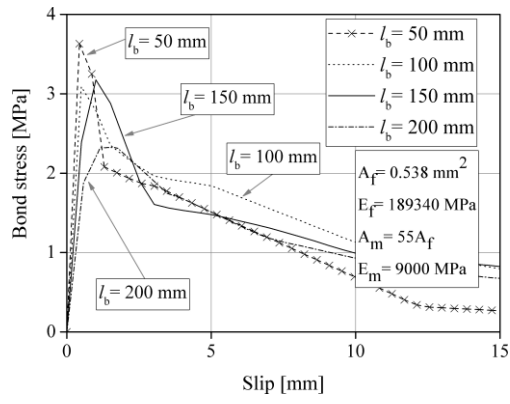 4
3
2
1
0
0
5
10
15
Bond stress [MPa]
Slip [mm]
l_b= 50 mm
l_b= 150 mm
l_b= 100 mm
l_b= 200 mm
l_b= 50 mm
l_b= 100 mm
l_b= 150 mm
l_b= 200 mm
A_f=0.538 mm²
E_f=189340 MPa
A_m=55A_f
E_m=9000 MPa